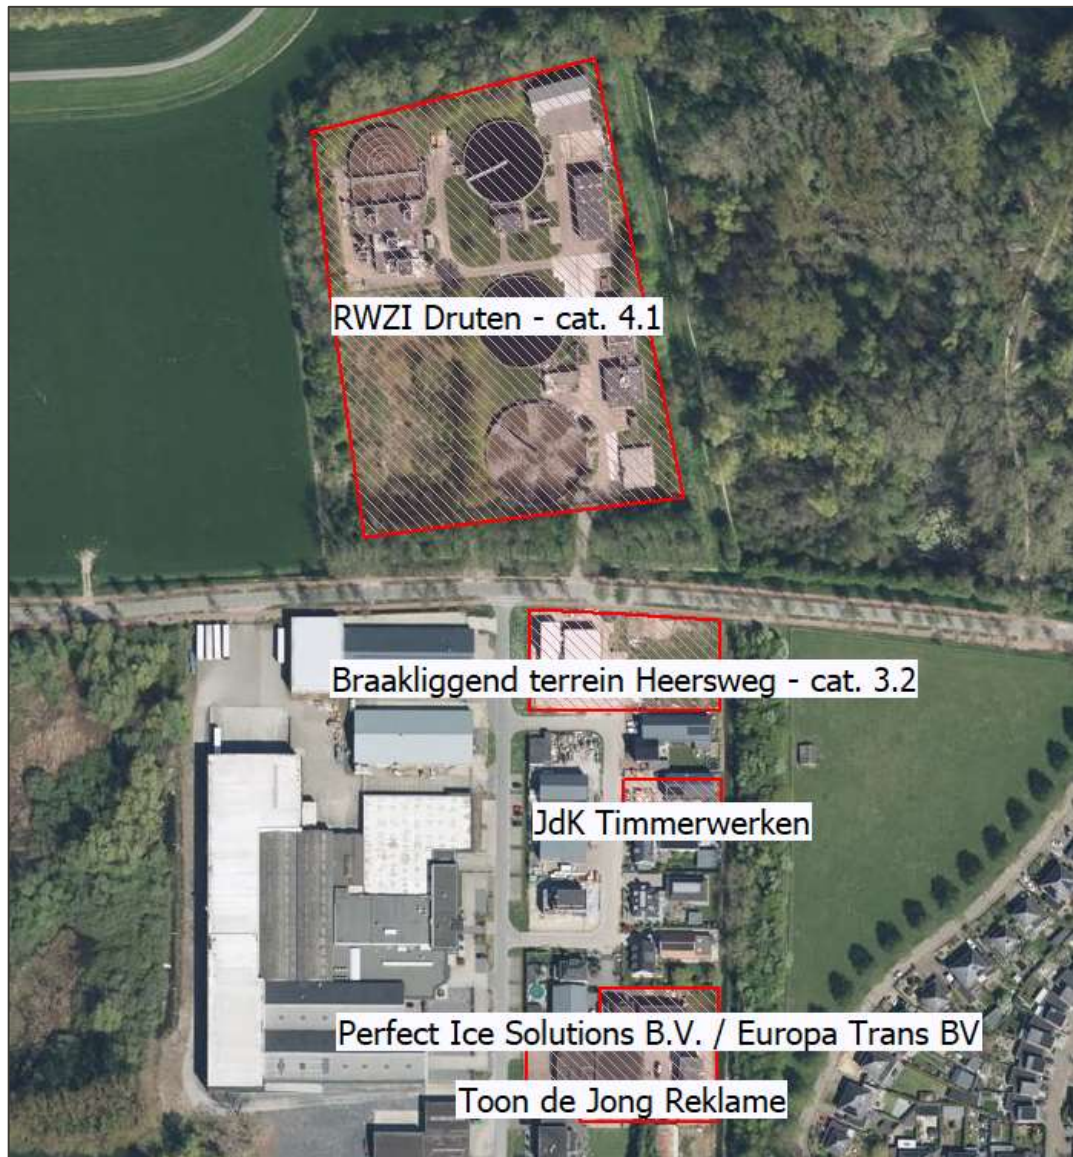 RWZI Druten - cat. 4.1
Braakliggend terrein Heersweg - cat. 3.2
JdK Timmerwerken
Perfect Ice Solutions B.V. / Europa Trans BV
Toon de Jong Reklame